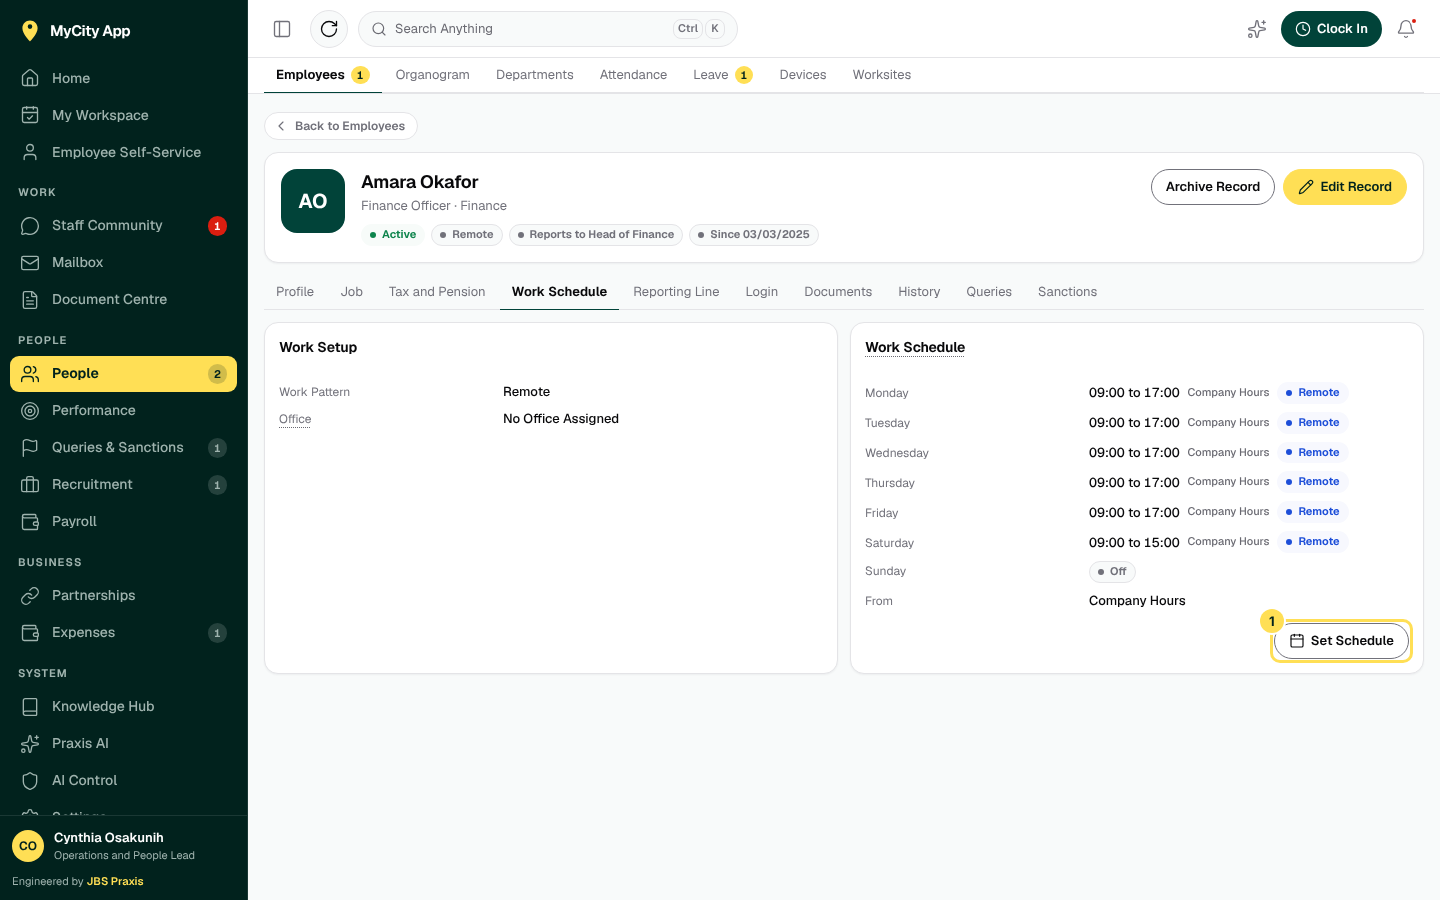 MyCity App
Home
My Workspace
Employee Self-Service
WORK
Staff Community 1
Mailbox
Document Centre
PEOPLE
People 2
Performance
Queries & Sanctions 1
Recruitment 1
Payroll
BUSINESS
Partnerships
Expenses 1
SYSTEM
Knowledge Hub
Praxis AI
AI Control
CO
Cynthia Osakunih
Operations and People Lead
Engineered by JBS Praxis
Search Anything Ctrl K
Clock In
Employees 1 Organogram Departments Attendance Leave 1 Devices Worksites
Back to Employees
AO
Amara Okafor
Finance Officer · Finance
Active Remote Reports to Head of Finance Since 03/03/2025
Archive Record Edit Record
Profile Job Tax and Pension Work Schedule Reporting Line Login Documents History Queries Sanctions
Work Setup
Work Pattern Remote
Office No Office Assigned
Work Schedule
Monday 09:00 to 17:00 Company Hours Remote
Tuesday 09:00 to 17:00 Company Hours Remote
Wednesday 09:00 to 17:00 Company Hours Remote
Thursday 09:00 to 17:00 Company Hours Remote
Friday 09:00 to 17:00 Company Hours Remote
Saturday 09:00 to 15:00 Company Hours Remote
Sunday Off
From Company Hours
1
Set Schedule